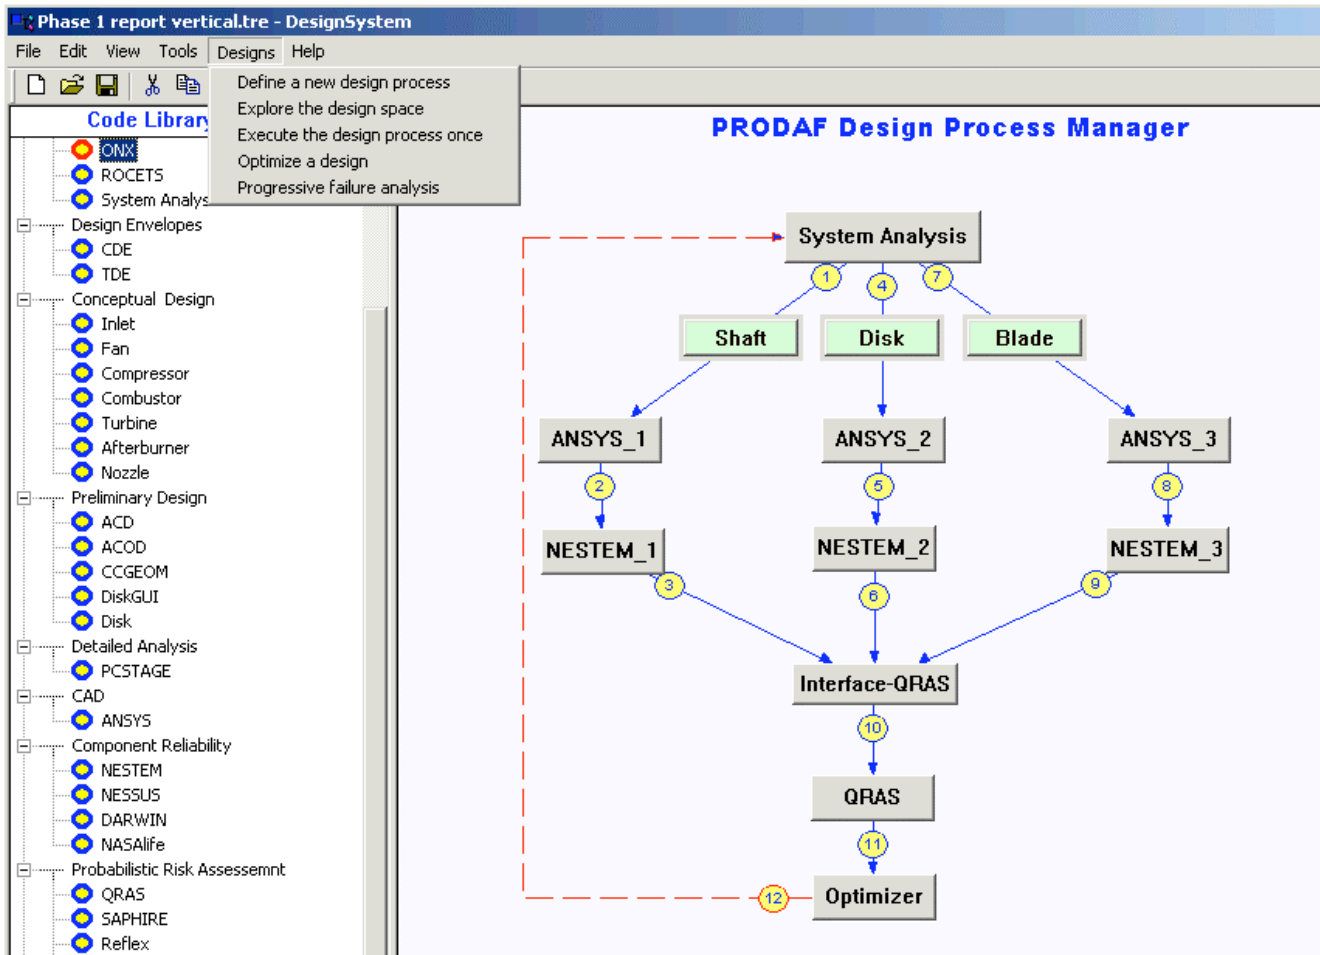 Phase 1 report vertical.tre - DesignSystem
File Edit View Tools Designs Help
Define a new design process
Explore the design space
Execute the design process once
Optimize a design
Progressive failure analysis
Code Library
ONX
ROCETS
System Analys
Design Envelopes
CDE
TDE
Conceptual Design
Inlet
Fan
Compressor
Combustor
Turbine
Afterburner
Nozzle
Preliminary Design
ACD
ACOD
CCGEOM
DiskGUI
Disk
Detailed Analysis
PCSTAGE
CAD
ANSYS
Component Reliability
NESTEM
NESSUS
DARWIN
NASAlife
Probabilistic Risk Assessemnt
QRAS
SAPHIRE
Reflex
PRODAF Design Process Manager
System Analysis
1 4 7
Shaft Disk Blade
ANSYS_1 ANSYS_2 ANSYS_3
2 5 8
NESTEM_1 NESTEM_2 NESTEM_3
3 6 9
Interface-QRAS
10
QRAS
11
12 Optimizer